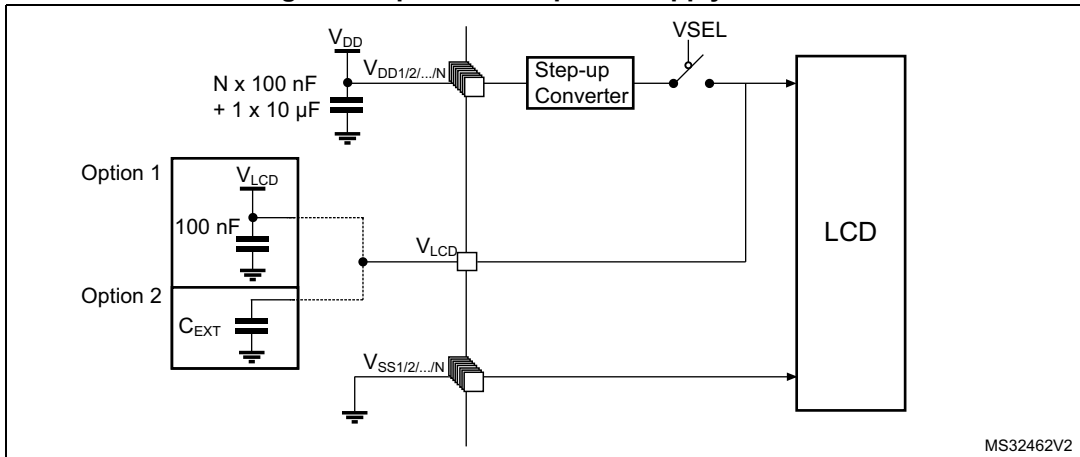 VSEL
VDD
VDD1/2/.../N
Step-up
Converter
N x 100 nF
+ 1 x 10 µF
Option 1
VLCD
100 nF
VLCD
LCD
Option 2
CEXT
VSS1/2/.../N
MS32462V2